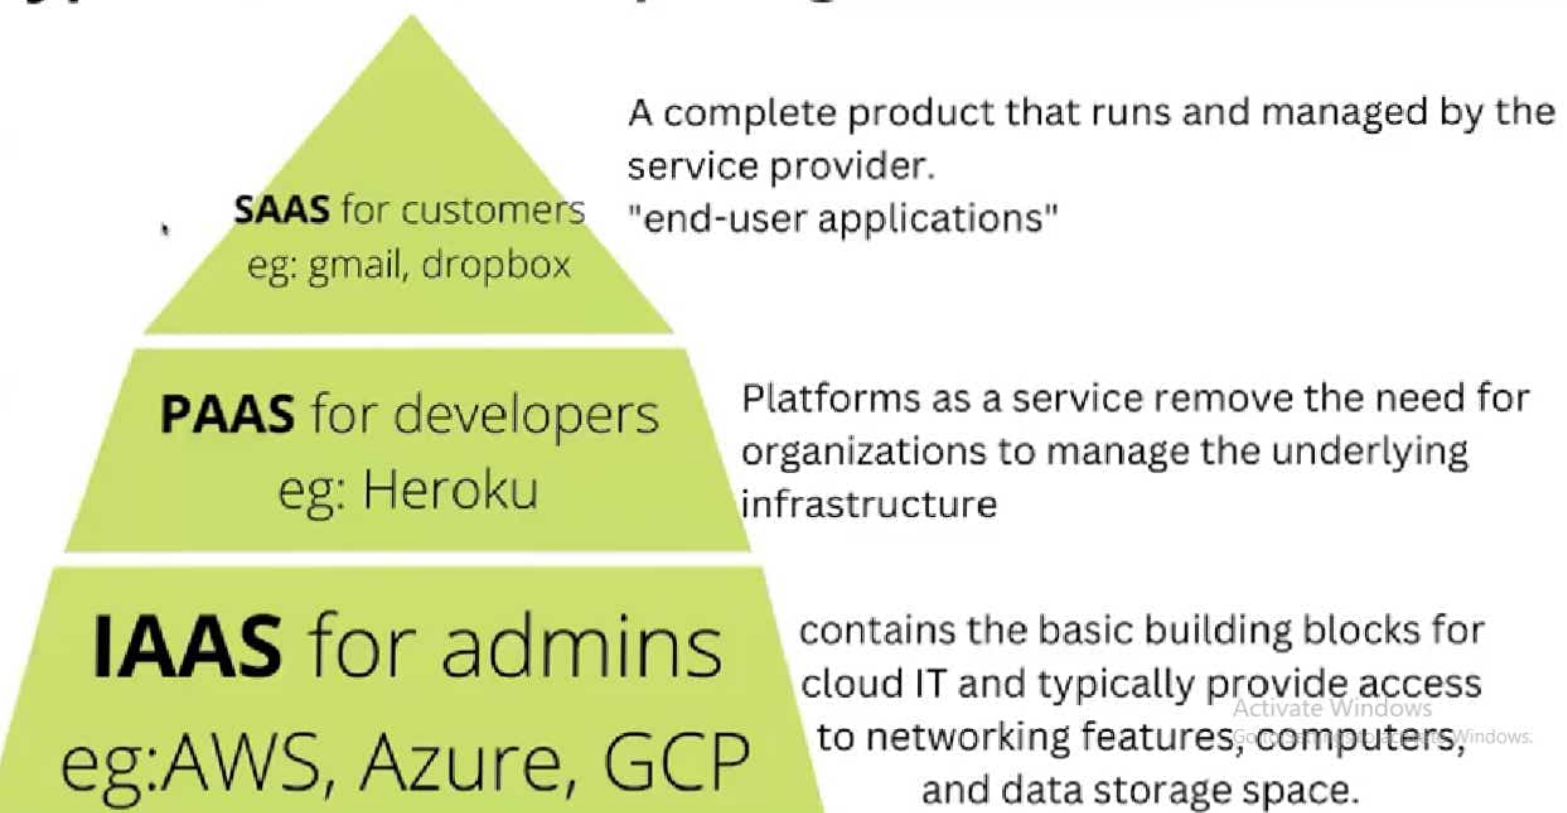 A complete product that runs and managed by the
service provider.
"end-user applications"
SAAS for customers
eg: gmail, dropbox
Platforms as a service remove the need for
organizations to manage the underlying
infrastructure
PAAS for developers
eg: Heroku
contains the basic building blocks for
cloud IT and typically provide access
to networking features, computers,
and data storage space.
IAAS for admins
eg:AWS, Azure, GCP
Activate Windows
Windows.